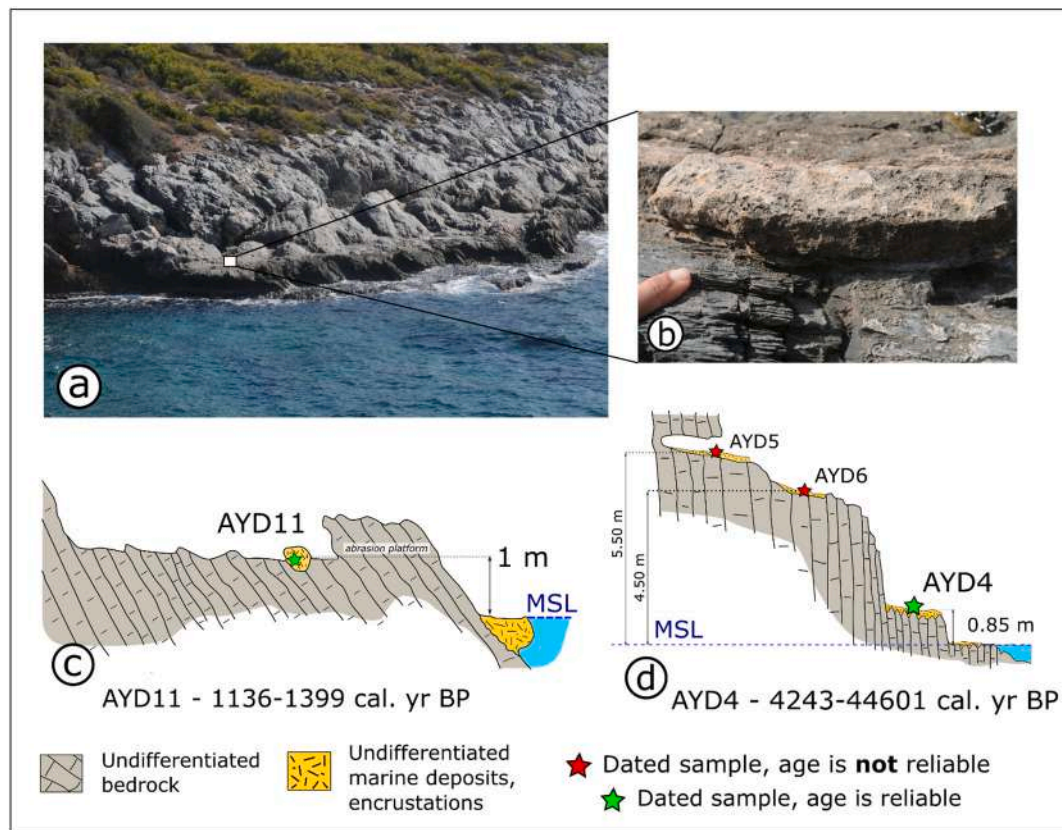 a
b
AYD5
AYD6
AYD11
abrasion platform
1 m
MSL
5.50 m
4.50 m
AYD4
0.85 m
MSL
c
d
AYD11 - 1136-1399 cal. yr BP
AYD4 - 4243-44601 cal. yr BP
Undifferentiated
bedrock
Undifferentiated
marine deposits,
encrustations
Dated sample, age is not reliable
Dated sample, age is reliable